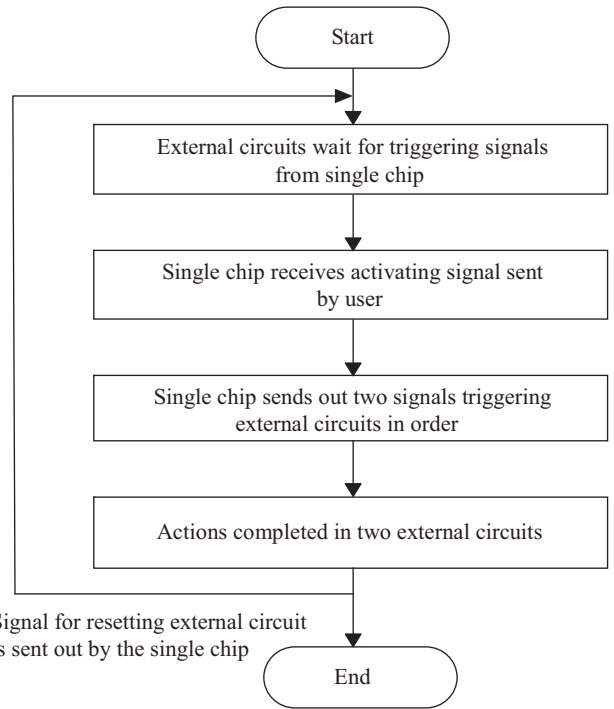 Start
External circuits wait for triggering signals
from single chip
Single chip receives activating signal sent
by user
Single chip sends out two signals triggering
external circuits in order
Actions completed in two external circuits
Signal for resetting external circuit
is sent out by the single chip
End